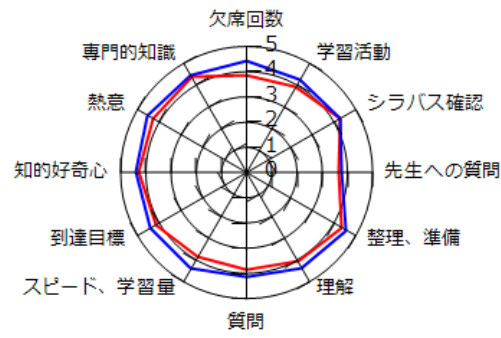 欠席回数
専門的知識
5
学習活動
4
熱意
3
シラバス確認
2
1
知的好奇心
0
先生への質問
到達目標
整理、準備
スピード、学習量
理解
質問